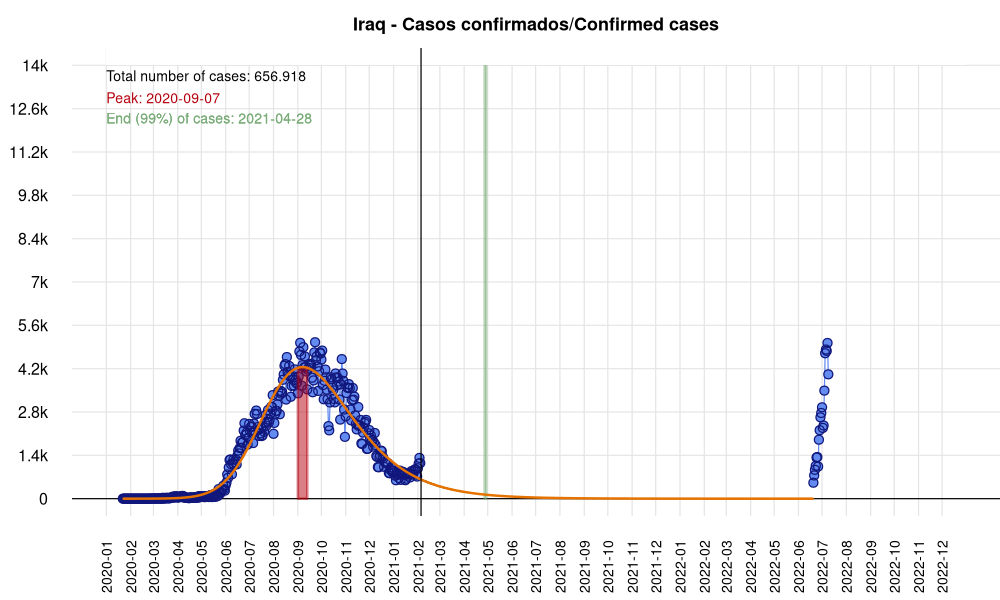 Iraq - Casos confirmados/Confirmed cases
Total number of cases: 656.918
Peak: 2020-09-07
End (99%) of cases: 2021-04-28
14k
12.6k
11.2k
9.8k
8.4k
7k
5.6k
4.2k
2.8k
1.4k
0
2020-01
2020-02
2020-03
2020-04
2020-05
2020-06
2020-07
2020-08
2020-09
2020-10
2020-11
2020-12
2021-01
2021-02
2021-03
2021-04
2021-05
2021-06
2021-07
2021-08
2021-09
2021-10
2021-11
2021-12
2022-01
2022-02
2022-03
2022-04
2022-05
2022-06
2022-07
2022-08
2022-09
2022-10
2022-11
2022-12